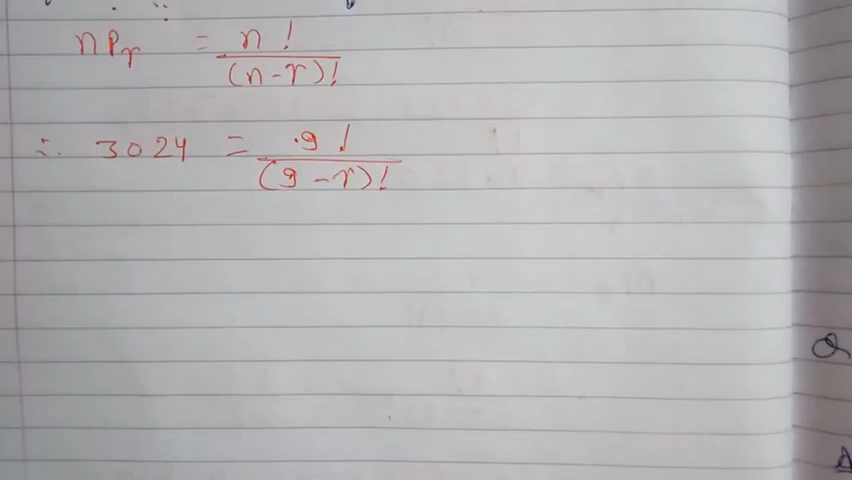 nPr = n! / (n-r)!
∴ 3024 = 9! / (9-r)!
Q
A